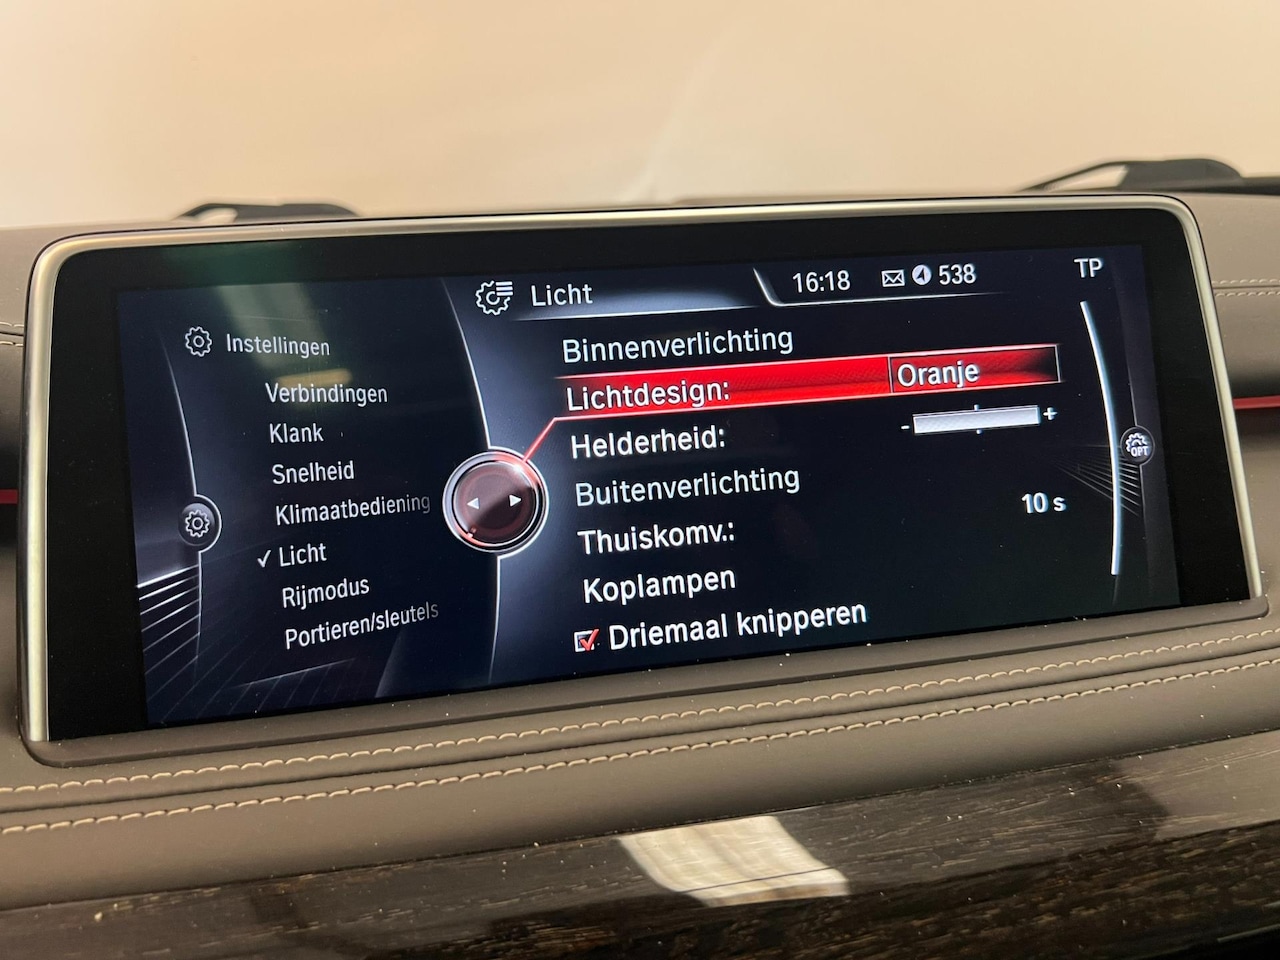 Licht
16:18 538
TP
Instellingen
Verbindingen
Klank
Snelheid
Klimaatbediening
✓ Licht
Rijmodus
Portieren/sleutels
Binnenverlichting
Lichtdesign: Oranje
Helderheid: - +
Buitenverlichting
Thuiskomv.: 10 s
Koplampen
Driemaal knipperen
OPT